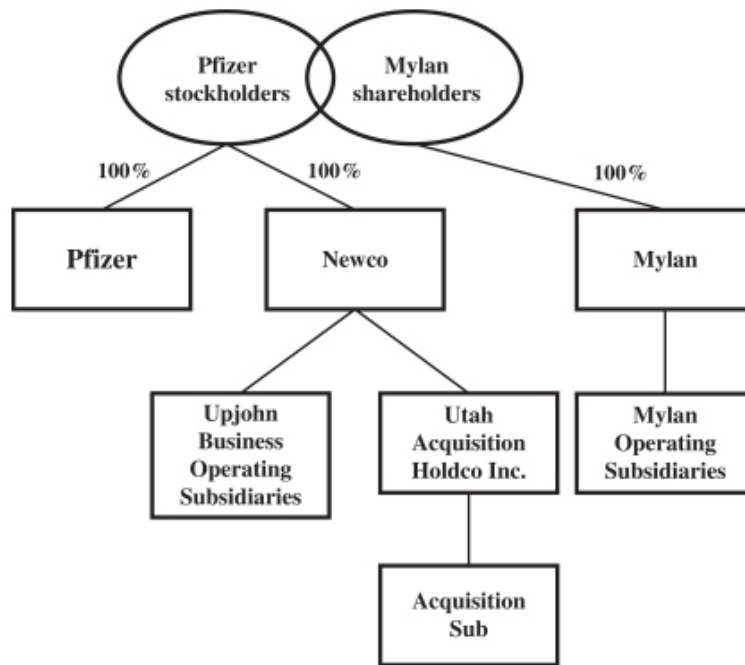 Pfizer
stockholders
Mylan
shareholders
100%
100%
100%
Pfizer
Newco
Mylan
Upjohn
Business
Operating
Subsidiaries
Utah
Acquisition
Holdco Inc.
Mylan
Operating
Subsidiaries
Acquisition
Sub